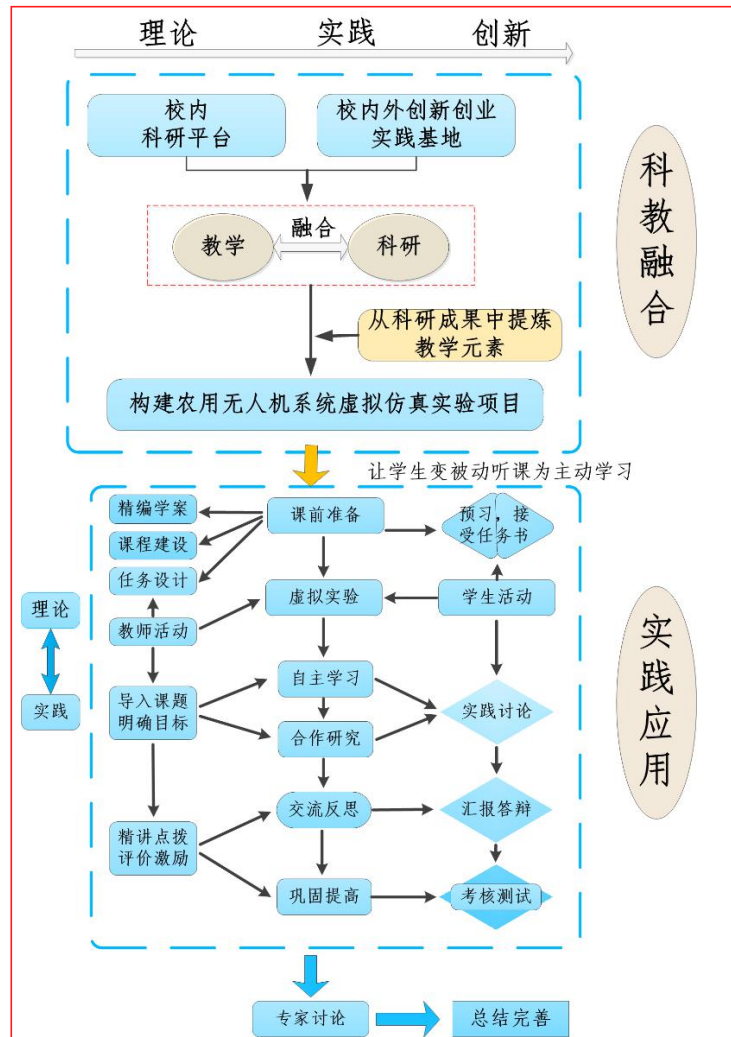 理论 实践 创新
校内
科研平台
校内外创新创业
实践基地
教学
融合
科研
从科研成果中提炼
教学元素
构建农用无人机系统虚拟仿真实验项目
科教融合
让学生变被动听课为主动学习
精编学案
课程建设
任务设计
教师活动
导入课题
明确目标
精讲点拨
评价激励
课前准备
虚拟实验
自主学习
合作研究
交流反思
巩固提高
预习，接
受任务书
学生活动
实践讨论
汇报答辩
考核测试
理论
实践
实践应用
专家讨论
总结完善